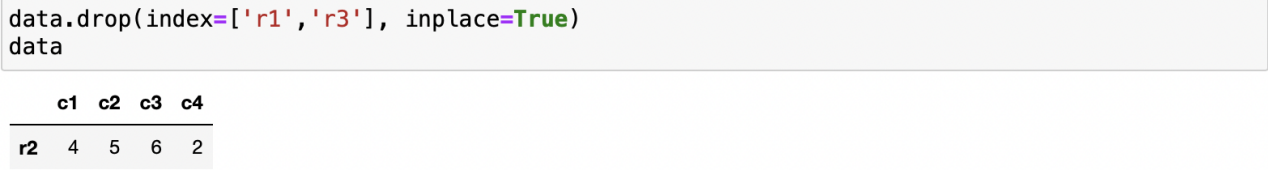 data.drop(index=['r1','r3'], inplace=True)
data
c1 c2 c3 c4
r2 4 5 6 2